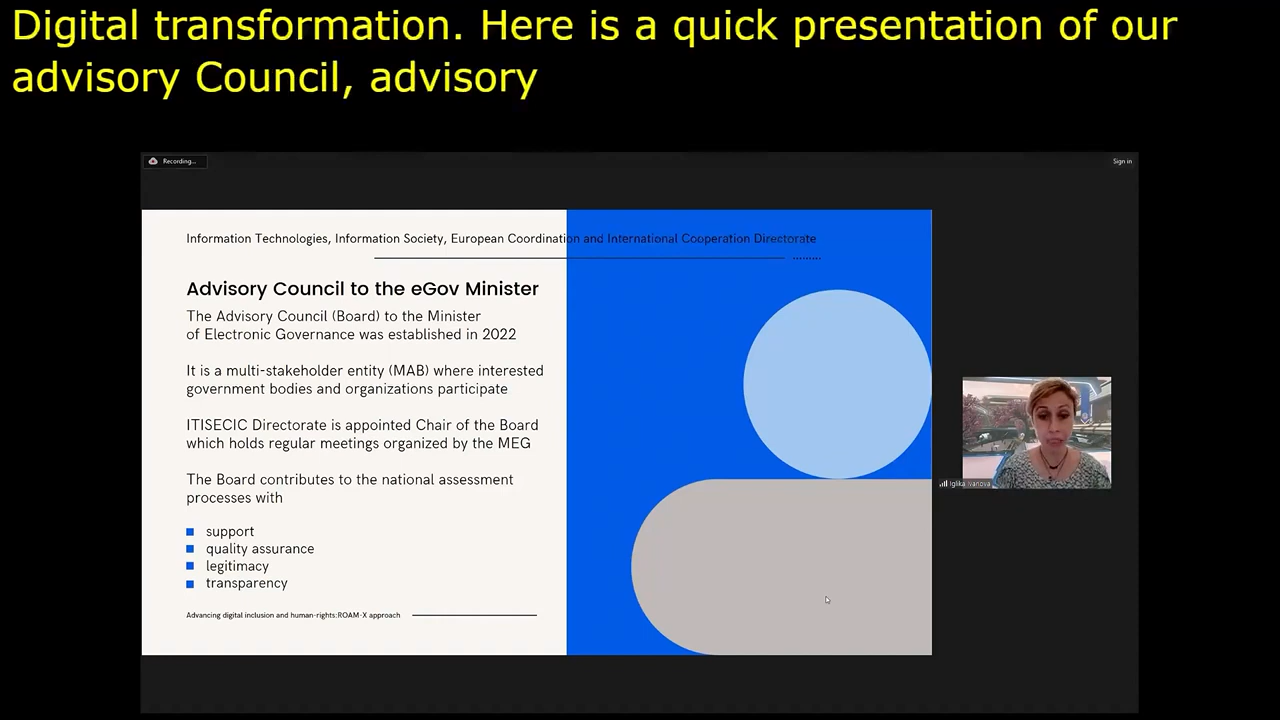 Digital transformation. Here is a quick presentation of our
advisory Council, advisory
Recording...
Sign in
Information Technologies, Information Society, European Coordination and International Cooperation Directorate
Advisory Council to the eGov Minister
The Advisory Council (Board) to the Minister
of Electronic Governance was established in 2022
It is a multi-stakeholder entity (MAB) where interested
government bodies and organizations participate
ITISECIC Directorate is appointed Chair of the Board
which holds regular meetings organized by the MEG
The Board contributes to the national assessment
processes with
support
quality assurance
legitimacy
transparency
Advancing digital inclusion and human-rights:ROAM-X approach
Iglika Ivanova